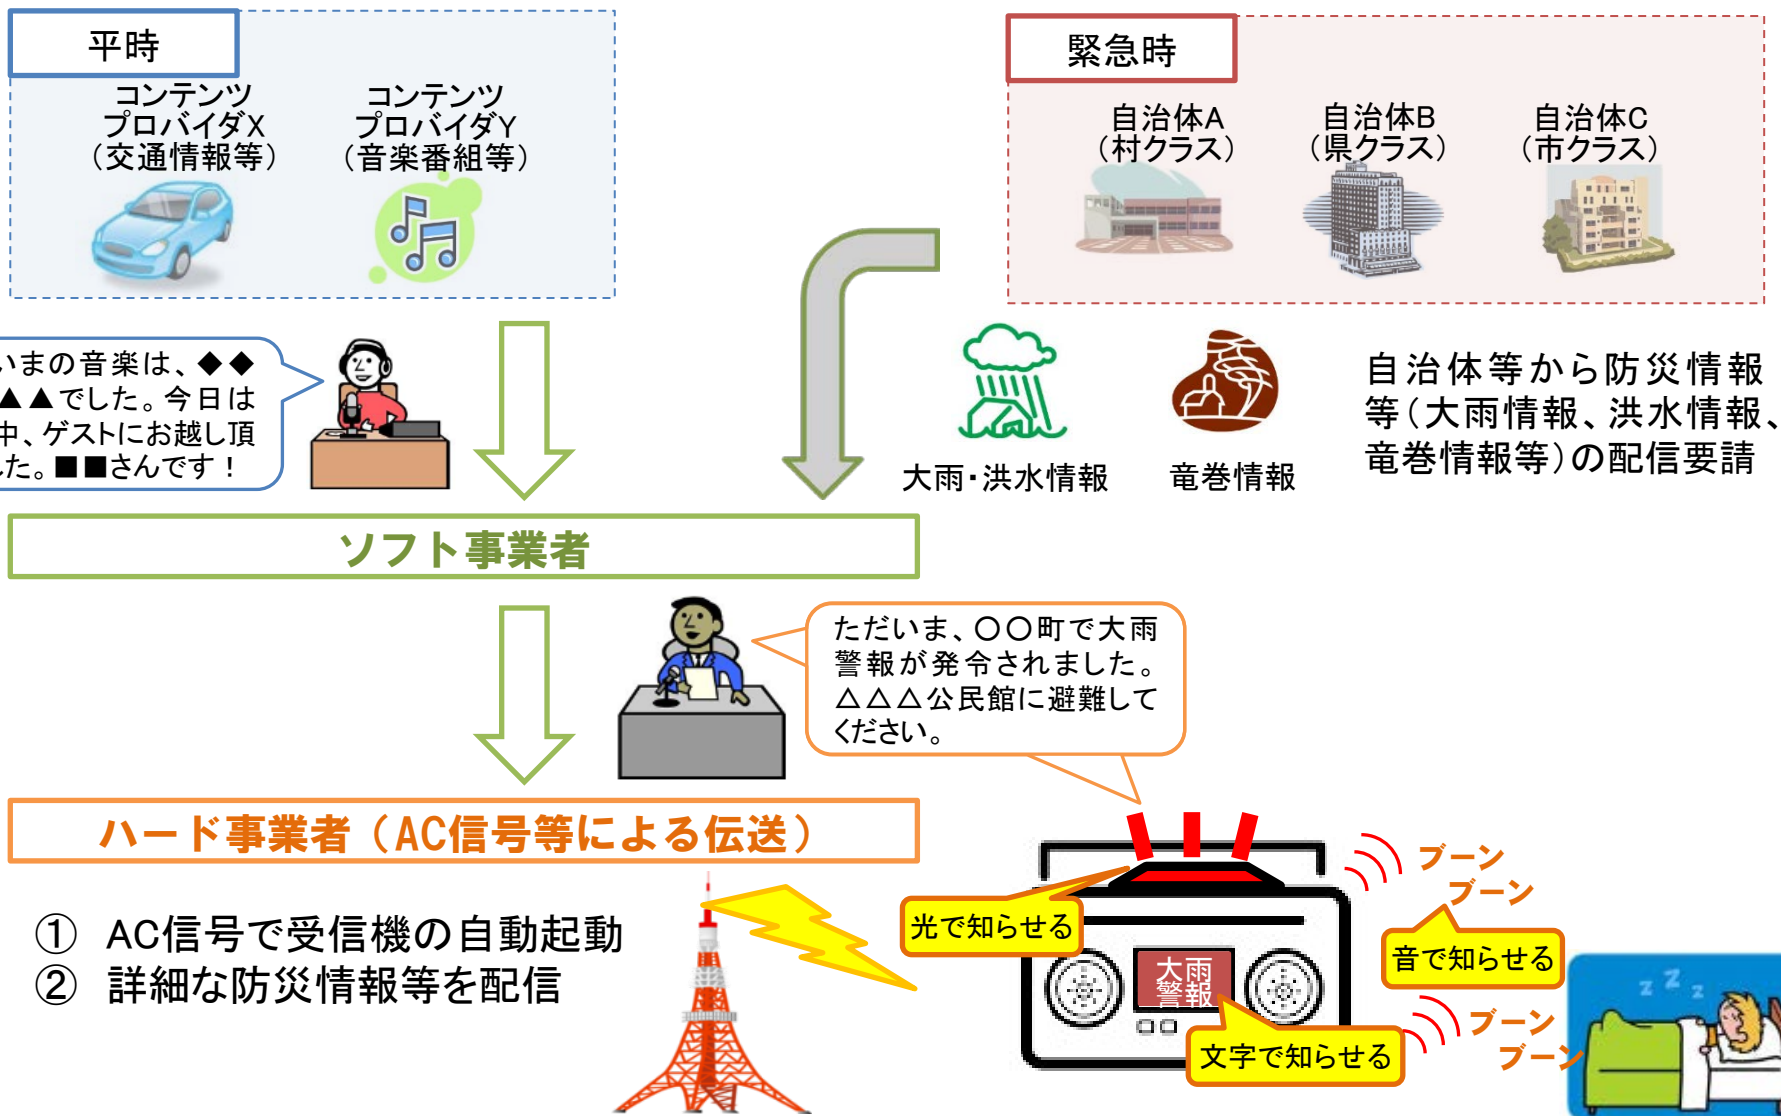 平時
コンテンツ
プロバイダX
（交通情報等）
コンテンツ
プロバイダY
（音楽番組等）
緊急時
自治体A
（村クラス）
自治体B
（県クラス）
自治体C
（市クラス）
いまの音楽は、◆◆
▲▲でした。今日は
中、ゲストにお越し頂
した。■■さんです！
大雨・洪水情報
竜巻情報
自治体等から防災情報
等（大雨情報、洪水情報、
竜巻情報等）の配信要請
ソフト事業者
ただいま、〇〇町で大雨
警報が発令されました。
△△△公民館に避難して
ください。
ハード事業者（AC信号等による伝送）
① AC信号で受信機の自動起動
② 詳細な防災情報等を配信
光で知らせる
大雨
警報
文字で知らせる
ブーン
ブーン
音で知らせる
z z z
ブーン
ブーン